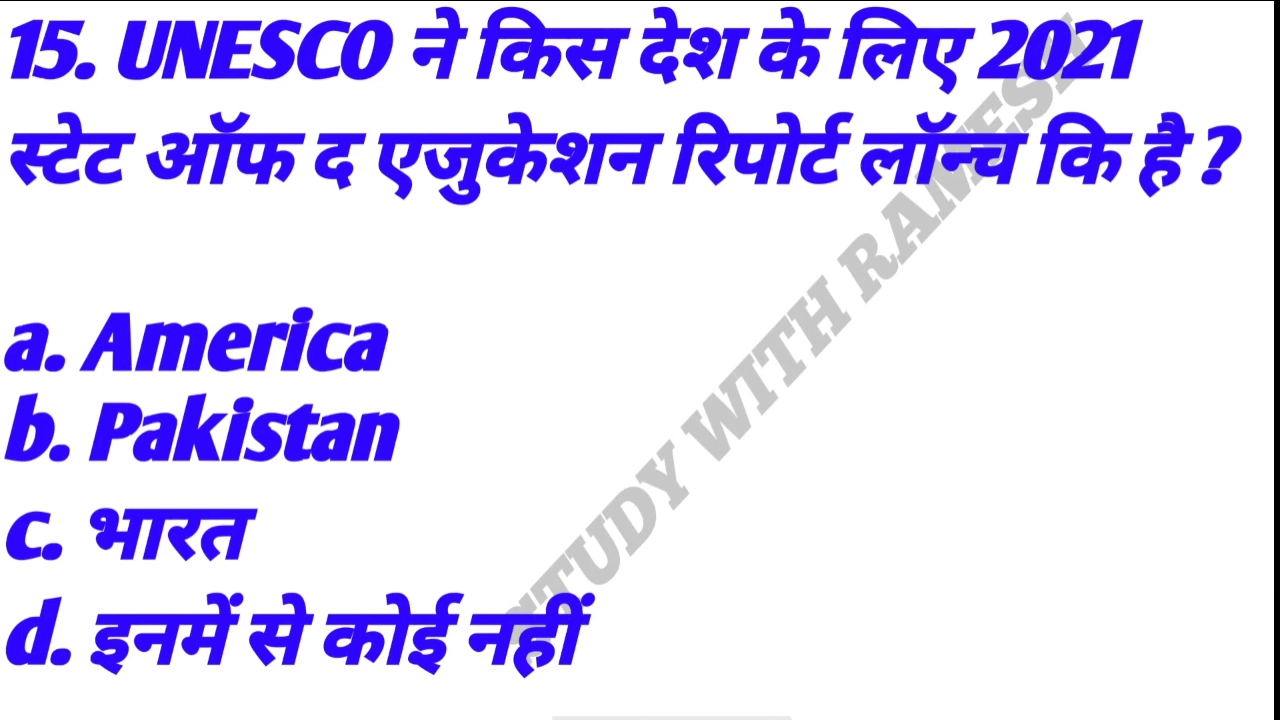 15. UNESCO ने किस देश के लिए 2021
स्टेट ऑफ द एजुकेशन रिपोर्ट लॉन्च कि है ?
a. America
b. Pakistan
c. भारत
d. इनमें से कोई नहीं
STUDY WITH RAMESH